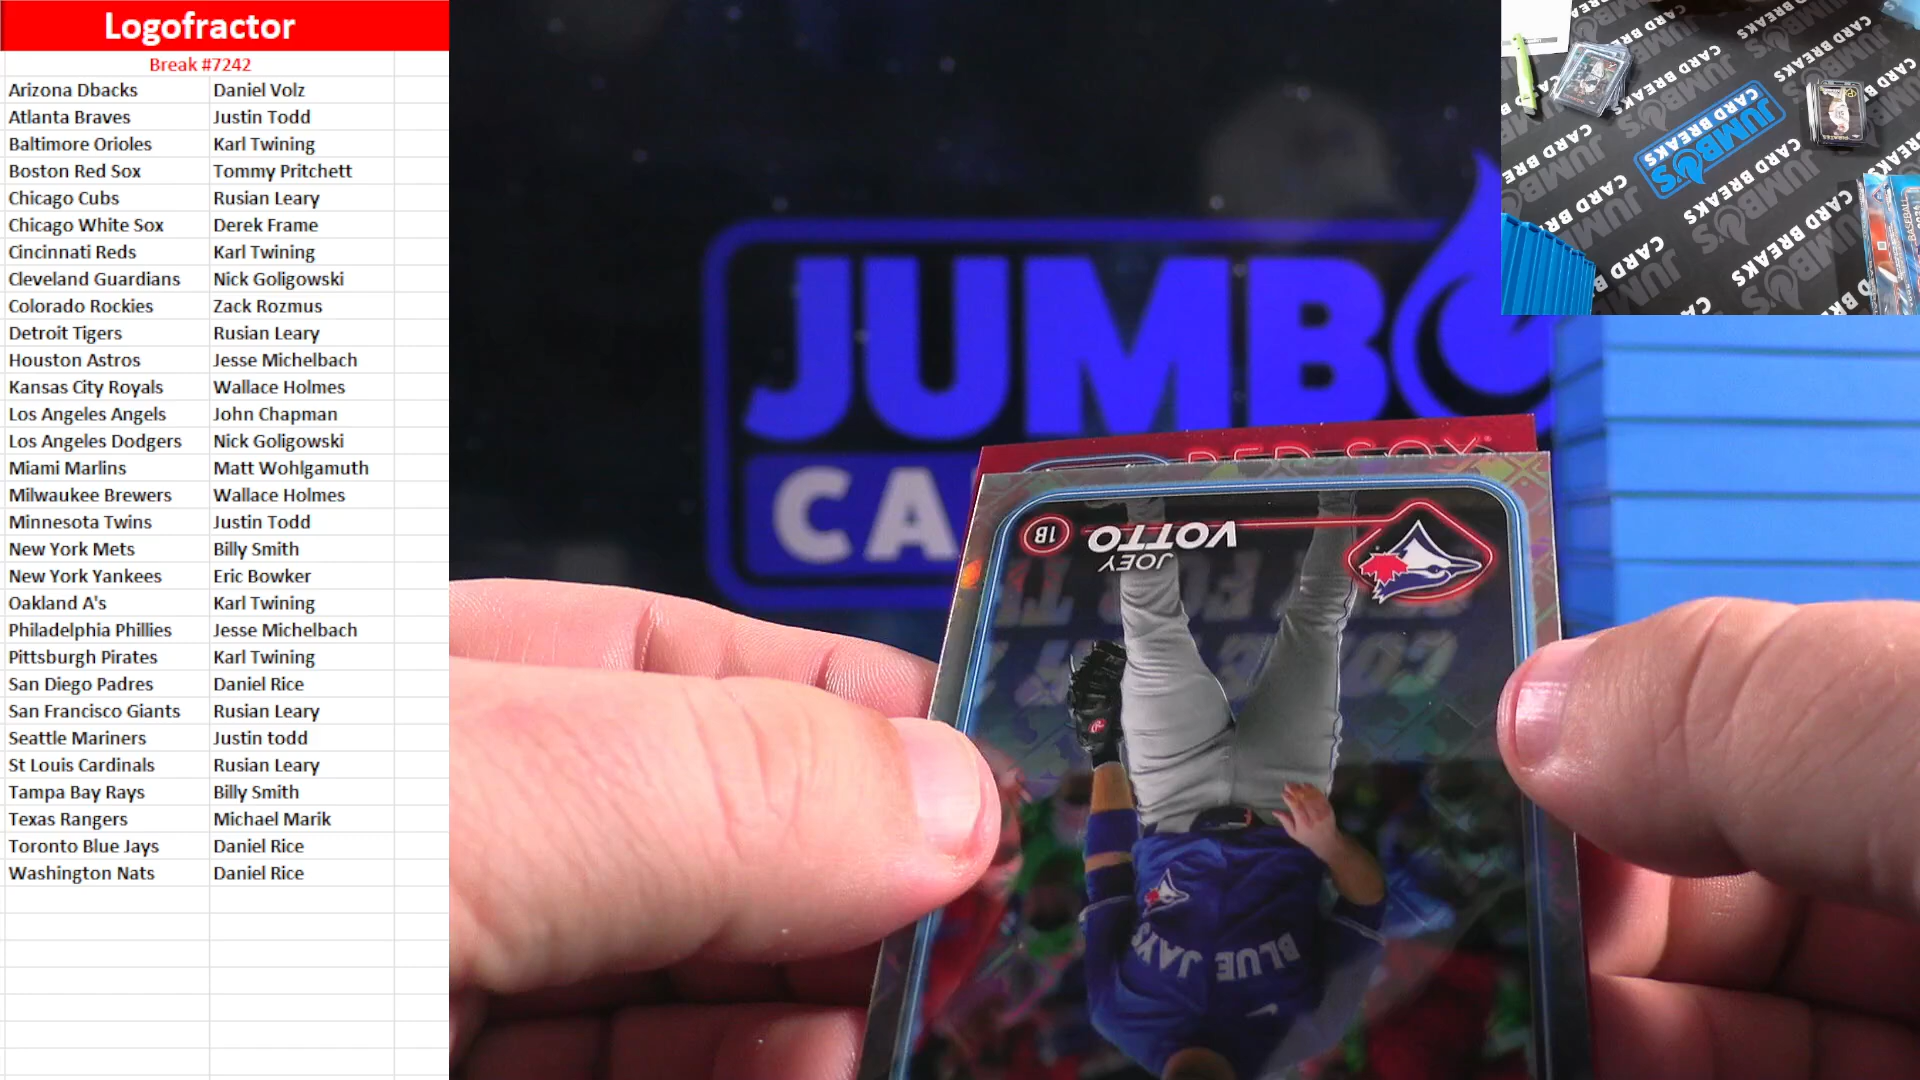 Logofractor
Break #7242
Arizona Dbacks Daniel Volz
Atlanta Braves Justin Todd
Baltimore Orioles Karl Twining
Boston Red Sox Tommy Pritchett
Chicago Cubs Rusian Leary
Chicago White Sox Derek Frame
Cincinnati Reds Karl Twining
Cleveland Guardians Nick Goligowski
Colorado Rockies Zack Rozmus
Detroit Tigers Rusian Leary
Houston Astros Jesse Michelbach
Kansas City Royals Wallace Holmes
Los Angeles Angels John Chapman
Los Angeles Dodgers Nick Goligowski
Miami Marlins Matt Wohlgamuth
Milwaukee Brewers Wallace Holmes
Minnesota Twins Justin Todd
New York Mets Billy Smith
New York Yankees Eric Bowker
Oakland A's Karl Twining
Philadelphia Phillies Jesse Michelbach
Pittsburgh Pirates Karl Twining
San Diego Padres Daniel Rice
San Francisco Giants Rusian Leary
Seattle Mariners Justin todd
St Louis Cardinals Rusian Leary
Tampa Bay Rays Billy Smith
Texas Rangers Michael Marik
Toronto Blue Jays Daniel Rice
Washington Nats Daniel Rice
JUMBO
CA
RED SOX
1B
JOEY
VOTTO
BLUE JAYS
JUMBO'S
CARD BREAKS
BASEBALL